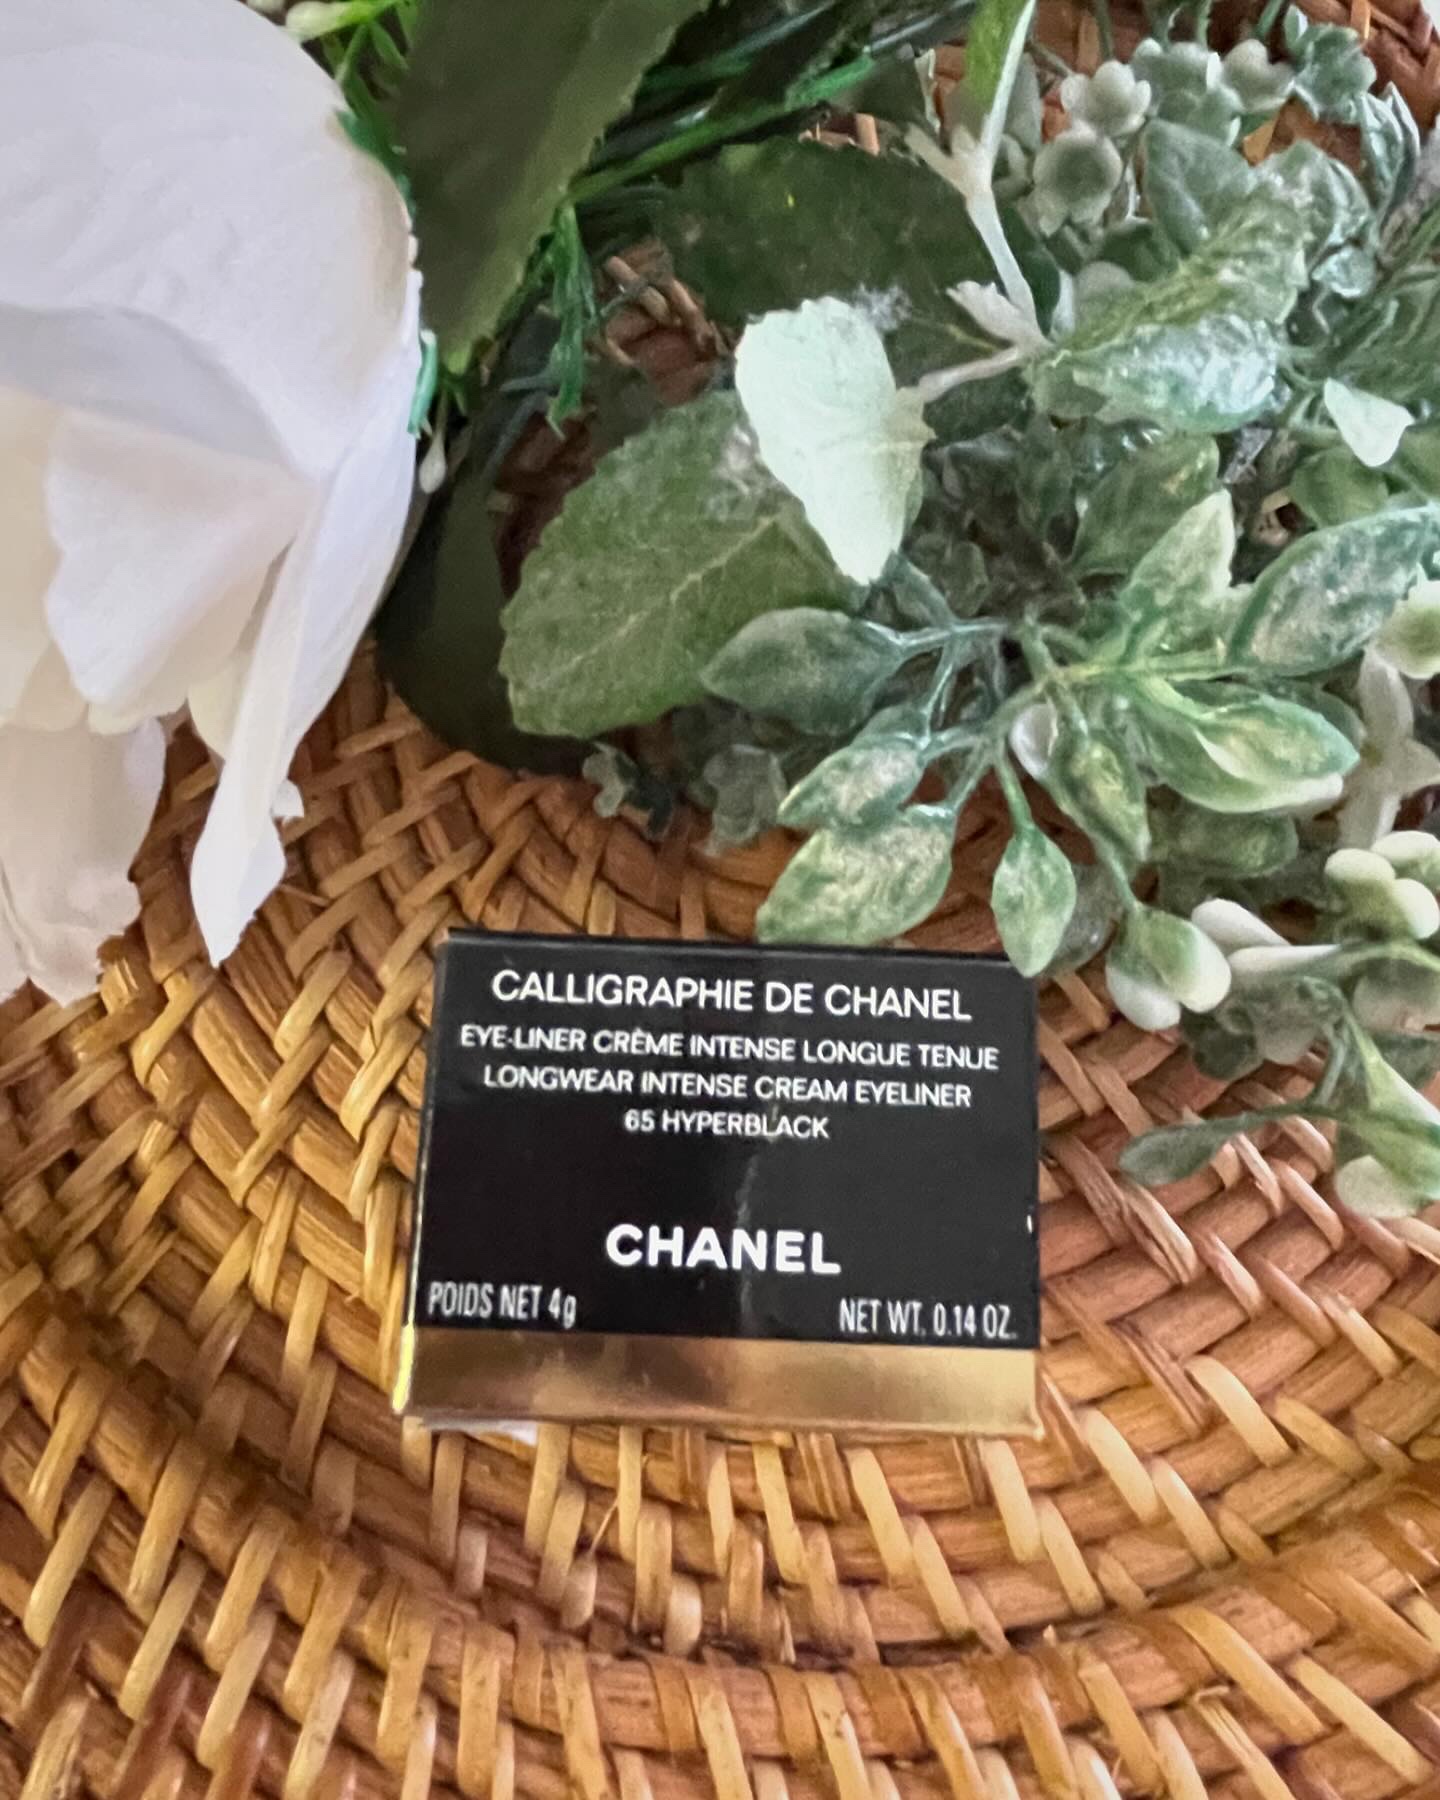 CALLIGRAPHIE DE CHANEL
EYE-LINER CRÈME INTENSE LONGUE TENUE
LONGWEAR INTENSE CREAM EYELINER
65 HYPERBLACK
CHANEL
POIDS NET 4g NET WT. 0.14 OZ.